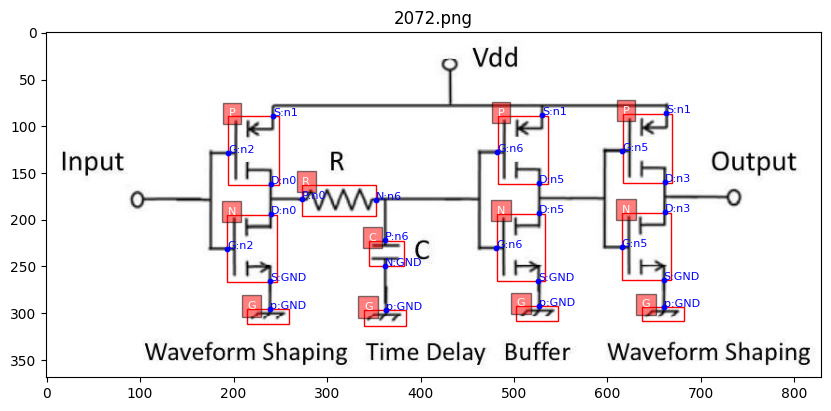 2072.png
Vdd
P
S:n1
P
S:n1
P
S:n1
G:n2
G:n6
G:n5
Input
R
Output
D:n0
D:n5
D:n3
R
P:n0
N:n6
N
D:n0
N
D:n5
N
D:n3
C
P:n6
G:n2
G:n6
G:n5
C
N:GND
S:GND
S:GND
S:GND
G
p:GND
G
p:GND
G
p:GND
G
p:GND
Waveform Shaping
Time Delay
Buffer
Waveform Shaping
0
50
100
150
200
250
300
350
0
100
200
300
400
500
600
700
800